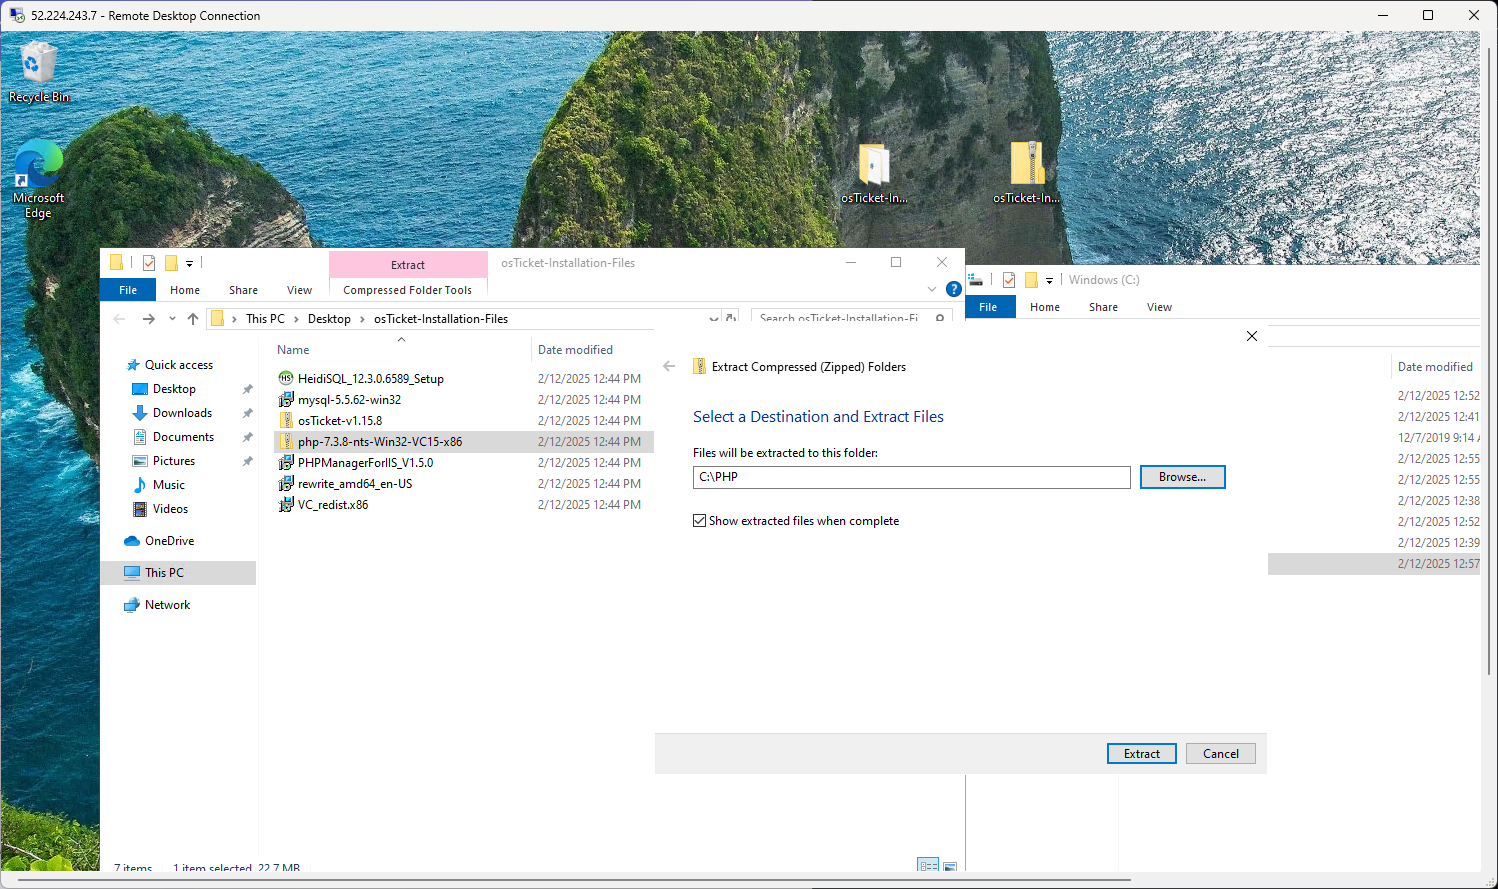 52.224.243.7 - Remote Desktop Connection
Recycle Bin
Microsoft
Edge
osTicket-In...
osTicket-In...
Extract
osTicket-Installation-Files
File
Home
Share
View
Compressed Folder Tools
This PC
Desktop
osTicket-Installation-Files
Search osTicket-Installation-Fi
Quick access
Desktop
Downloads
Documents
Pictures
Music
Videos
OneDrive
This PC
Network
Name
Date modified
HeidiSQL_12.3.0.6589_Setup
2/12/2025 12:44 PM
mysql-5.5.62-win32
2/12/2025 12:44 PM
osTicket-v1.15.8
2/12/2025 12:44 PM
php-7.3.8-nts-Win32-VC15-x86
2/12/2025 12:44 PM
PHPManagerForIIS_V1.5.0
2/12/2025 12:44 PM
rewrite_amd64_en-US
2/12/2025 12:44 PM
VC_redist.x86
2/12/2025 12:44 PM
7 items
1 item selected 22.7 MB
Windows (C:)
File
Home
Share
View
Date modified
2/12/2025 12:52
2/12/2025 12:41
12/7/2019 9:14
2/12/2025 12:55
2/12/2025 12:55
2/12/2025 12:38
2/12/2025 12:52
2/12/2025 12:39
2/12/2025 12:57
Extract Compressed (Zipped) Folders
Select a Destination and Extract Files
Files will be extracted to this folder:
C:\PHP
Browse...
Show extracted files when complete
Extract
Cancel